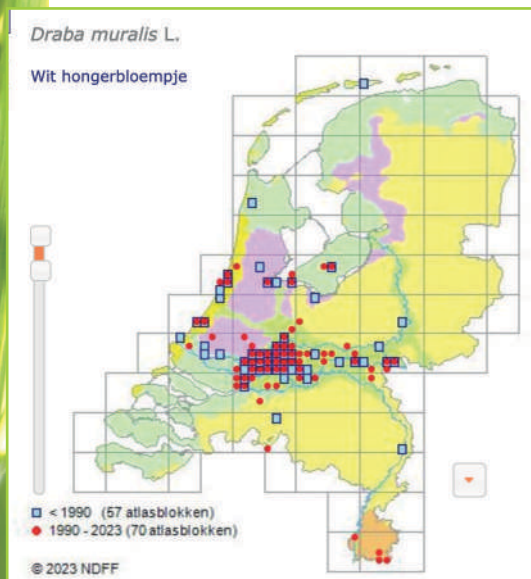 Draba muralis L.
Wit hongerbloempje
< 1990 (57 atlasblokken)
1990 - 2023 (70 atlasblokken)
© 2023 NDFF